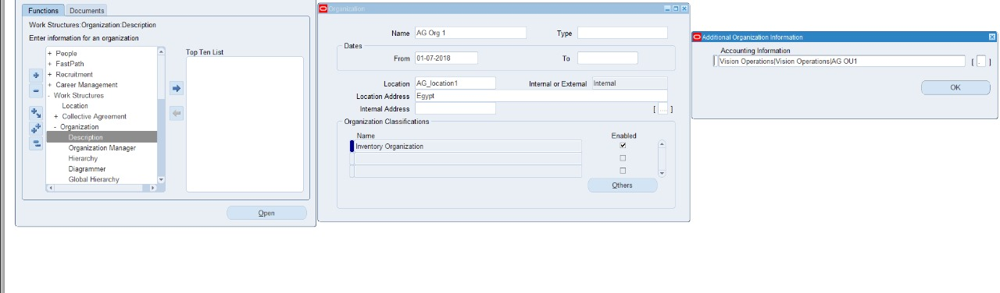 Functions Documents
Work Structures:Organization:Description
Enter information for an organization
+ People
+ FastPath
+ Recruitment
+ Career Management
- Work Structures
Location
+ Collective Agreement
- Organization
Description
Organization Manager
Hierarchy
Diagrammer
Global Hierarchy
Top Ten List
Open
Organization
Name AG Org 1 Type
Dates
From 01-07-2018 To
Location AG_location1 Internal or External Internal
Location Address Egypt
Internal Address [ ... ]
Organization Classifications
Name Enabled
Inventory Organization
Others
Additional Organization Information
Accounting Information
Vision Operations|Vision Operations|AG OU1 [ . ]
OK